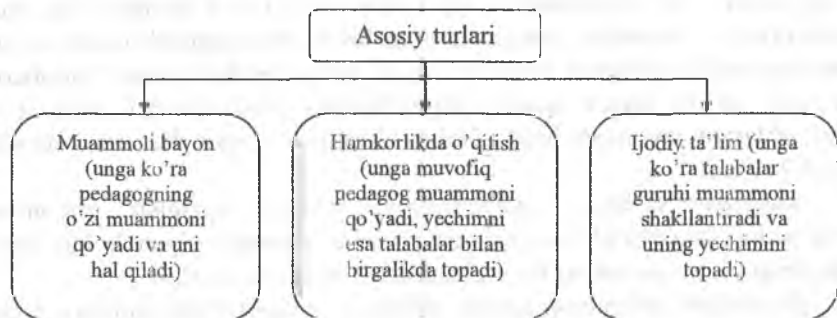 Asosiy turlari
Muammoli bayon
(unga ko'ra
pedagogning
o'zi muammoni
qo'yadi va uni
hal qiladi)
Hamkorlikda o'qitish
(unga muvofiq
pedagog muammoni
qo'yadi, yechimni
esa talabalar bilan
birgalikda topadi)
Ijodiy ta'lim (unga
ko'ra talabalar
guruhi muammoni
shakllantiradi va
uning yechimini
topadi)